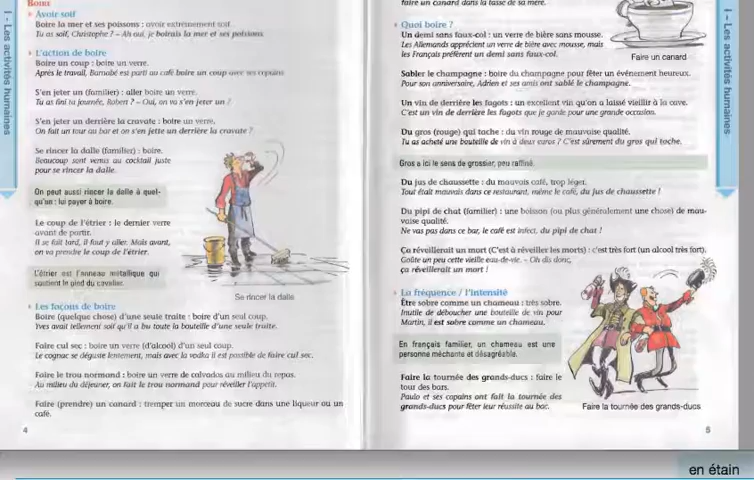 Boire
Avoir soif
Boire la mer et ses poissons : avoir extrêmement soif.
Tu as soif, Christophe ? – Ah oui, je boirais la mer et ses poissons.
L'action de boire
Boire un coup : boire un verre.
Après le travail, Barnabé est parti au café boire un coup avec ses copains.
S'en jeter un (familier) : aller boire un verre.
Tu as fini ta journée, Robert ? – Oui, on va s'en jeter un ?
S'en jeter un derrière la cravate : boire un verre.
On fait un tour au bar et on s'en jette un derrière la cravate ?
Se rincer la dalle (familier) : boire.
Beaucoup sont venus au cocktail juste
pour se rincer la dalle.
On peut aussi rincer la dalle à quel-
qu'un : lui payer à boire.
Le coup de l'étrier : le dernier verre
avant de partir.
Il se fait tard, il faut y aller. Mais avant,
on va prendre le coup de l'étrier.
L'étrier est l'anneau métallique qui
soutient le pied du cavalier.
Se rincer la dalle
Les façons de boire
Boire (quelque chose) d'une seule traite : boire d'un seul coup.
Yves avait tellement soif qu'il a bu toute la bouteille d'une seule traite.
Faire cul sec : boire un verre (d'alcool) d'un seul coup.
Le cognac se déguste lentement, mais avec la vodka il est possible de faire cul sec.
Faire le trou normand : boire un verre de calvados au milieu du repas.
Au milieu du déjeuner, on fait le trou normand pour réveiller l'appétit.
Faire (prendre) un canard : tremper un morceau de sucre dans une liqueur ou un
café.
4
I - Les activités humaines
faire un canard dans la tasse de sa mère.
Quoi boire ?
Un demi sans faux-col : un verre de bière sans mousse.
Les Allemands apprécient un verre de bière avec mousse, mais
les Français préfèrent un demi sans faux-col.
Faire un canard
Sabler le champagne : boire du champagne pour fêter un événement heureux.
Pour son anniversaire, Adrien et ses amis ont sablé le champagne.
Un vin de derrière les fagots : un excellent vin qu'on a laissé vieillir à la cave.
C'est un vin de derrière les fagots que je garde pour une grande occasion.
Du gros (rouge) qui tache : du vin rouge de mauvaise qualité.
Tu as acheté une bouteille de vin à deux euros ? C'est sûrement du gros qui tache.
Gros a ici le sens de grossier, peu raffiné.
Du jus de chaussette : du mauvais café, trop léger.
Tout était mauvais dans ce restaurant, même le café, du jus de chaussette !
Du pipi de chat (familier) : une boisson (ou plus généralement une chose) de mau-
vaise qualité.
Ne vas pas dans ce bar, le café est infect, du pipi de chat !
Ça réveillerait un mort (C'est à réveiller les morts) : c'est très fort (un alcool très fort).
Goûte un peu cette vieille eau-de-vie. – Oh dis donc,
ça réveillerait un mort !
La fréquence / l'intensité
Être sobre comme un chameau : très sobre.
Inutile de déboucher une bouteille de vin pour
Martin, il est sobre comme un chameau.
En français familier, un chameau est une
personne méchante et désagréable.
Faire la tournée des grands-ducs : faire le
tour des bars.
Paulo et ses copains ont fait la tournée des
grands-ducs pour fêter leur réussite au bac.
Faire la tournée des grands-ducs
5
I - Les activités humaines
en étain